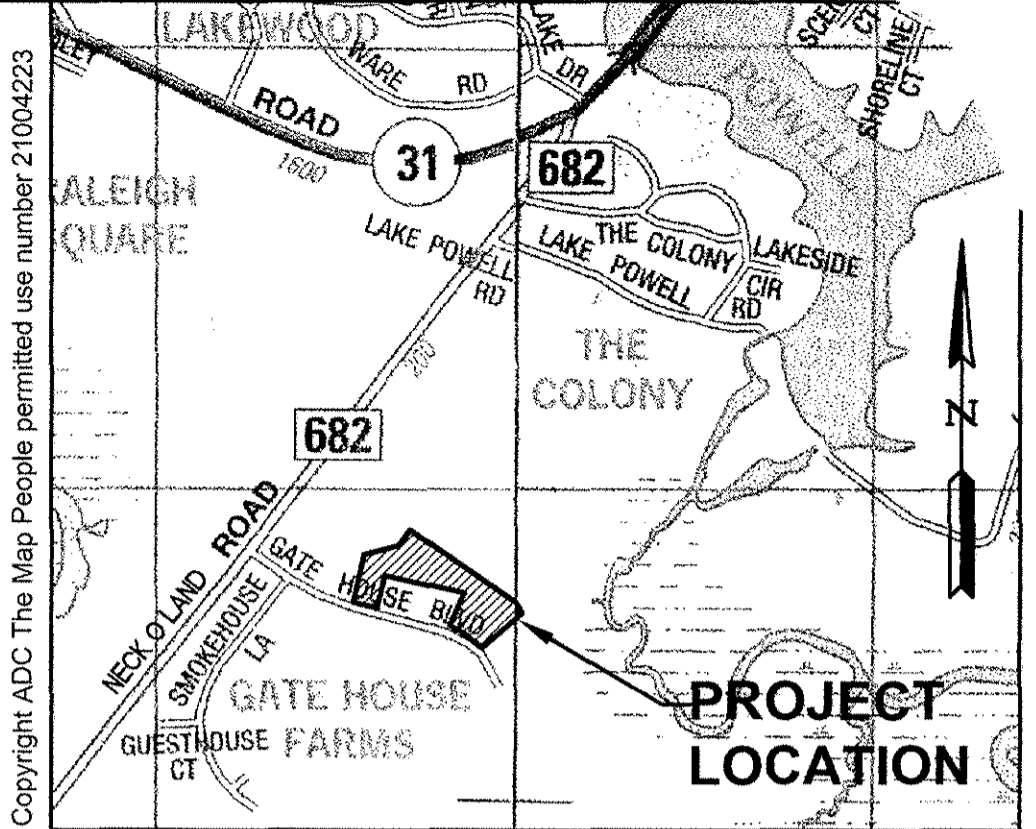 Copyright ADC The Map People permitted use number 21004223
LAKEWOOD
WARE RD
LAKE DR
SHORELINE CT
POWELL
ROAD
1600
31
682
RALEIGH
SQUARE
LAKE POWELL
RD
THE COLONY
LAKE POWELL
RD
LAKESIDE
CIR
THE
COLONY
200
682
N
NECK O LAND ROAD
GATE HOUSE BLVD
SMOKEHOUSE
LA
GATE HOUSE
FARMS
GUESTHOUSE
CT
PROJECT
LOCATION